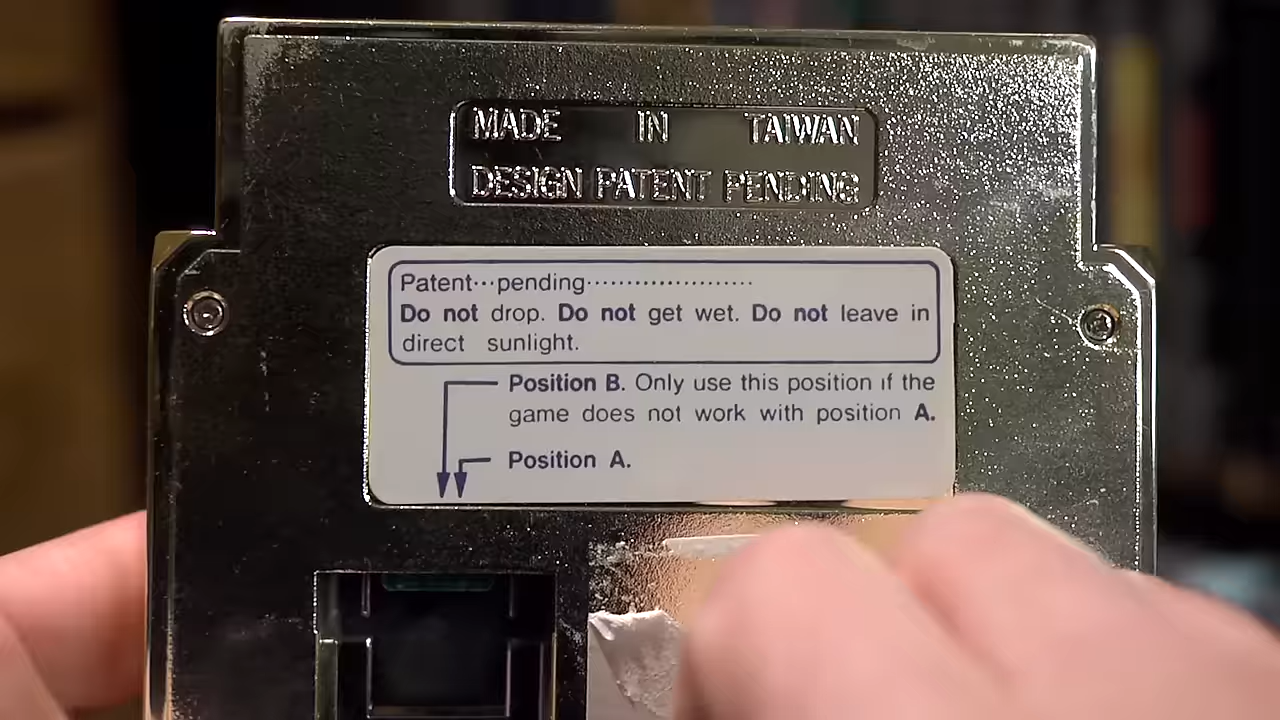 MADE IN TAIWAN
DESIGN PATENT PENDING
Patent···pending·····················
Do not drop. Do not get wet. Do not leave in
direct sunlight.
Position B. Only use this position if the
game does not work with position A.
Position A.